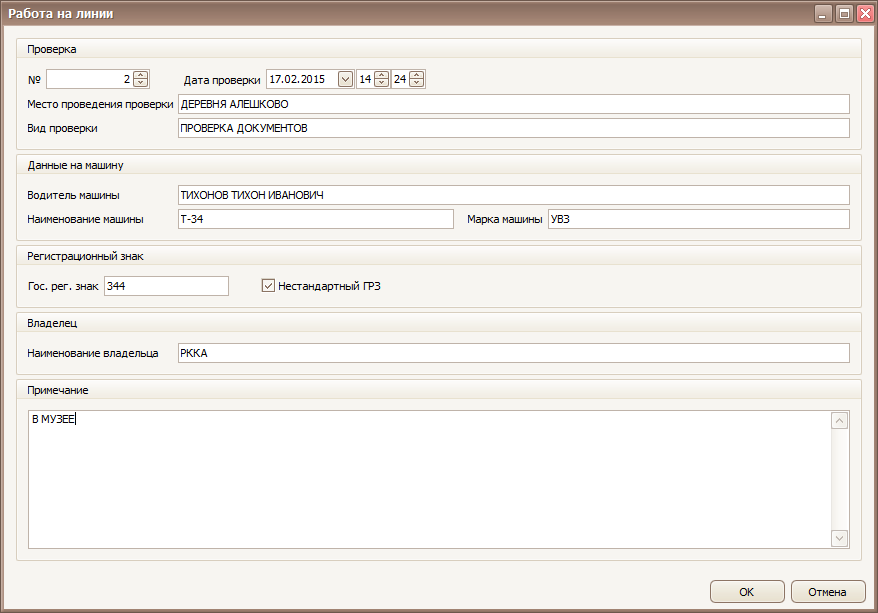 Работа на линии
Проверка
№ 2 Дата проверки 17.02.2015 14 24
Место проведения проверки ДЕРЕВНЯ АЛЕШКОВО
Вид проверки ПРОВЕРКА ДОКУМЕНТОВ
Данные на машину
Водитель машины ТИХОНОВ ТИХОН ИВАНОВИЧ
Наименование машины Т-34 Марка машины УВЗ
Регистрационный знак
Гос. рег. знак 344 Нестандартный ГРЗ
Владелец
Наименование владельца РККА
Примечание
В МУЗЕЕ
ОК Отмена